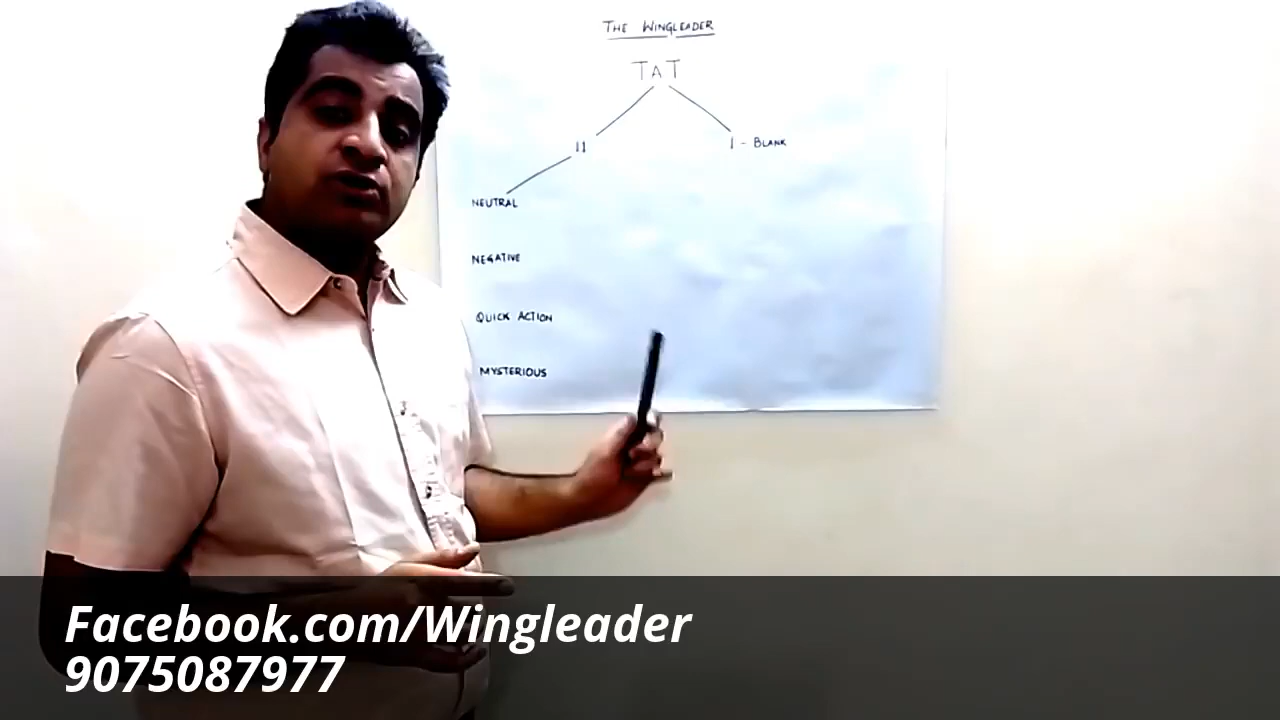 THE WINGLEADER
TAT
11
1 - BLANK
NEUTRAL
NEGATIVE
QUICK ACTION
MYSTERIOUS
Facebook.com/Wingleader
9075087977